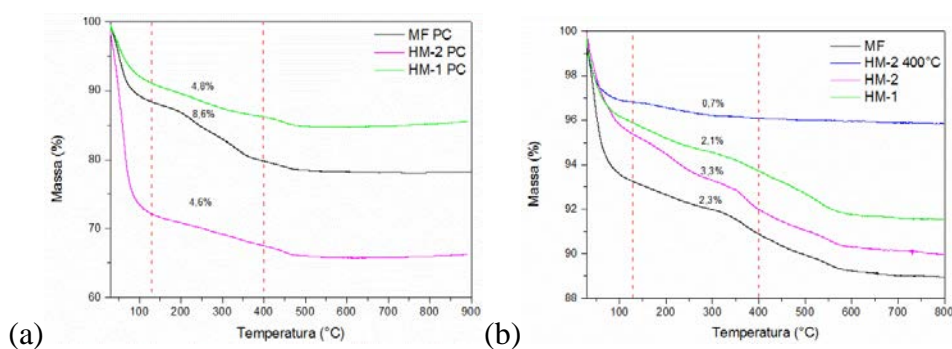 100
90
80
70
60
Massa (%)
MF PC
HM-2 PC
HM-1 PC
4,8%
8,6%
4,6%
100 200 300 400 500 600 700 800 900
Temperatura (°C)
(a)
100
98
96
94
92
90
88
Massa (%)
MF
HM-2 400°C
HM-2
HM-1
0,7%
2,1%
3,3%
2,3%
100 200 300 400 500 600 700 800
Temperatura (°C)
(b)